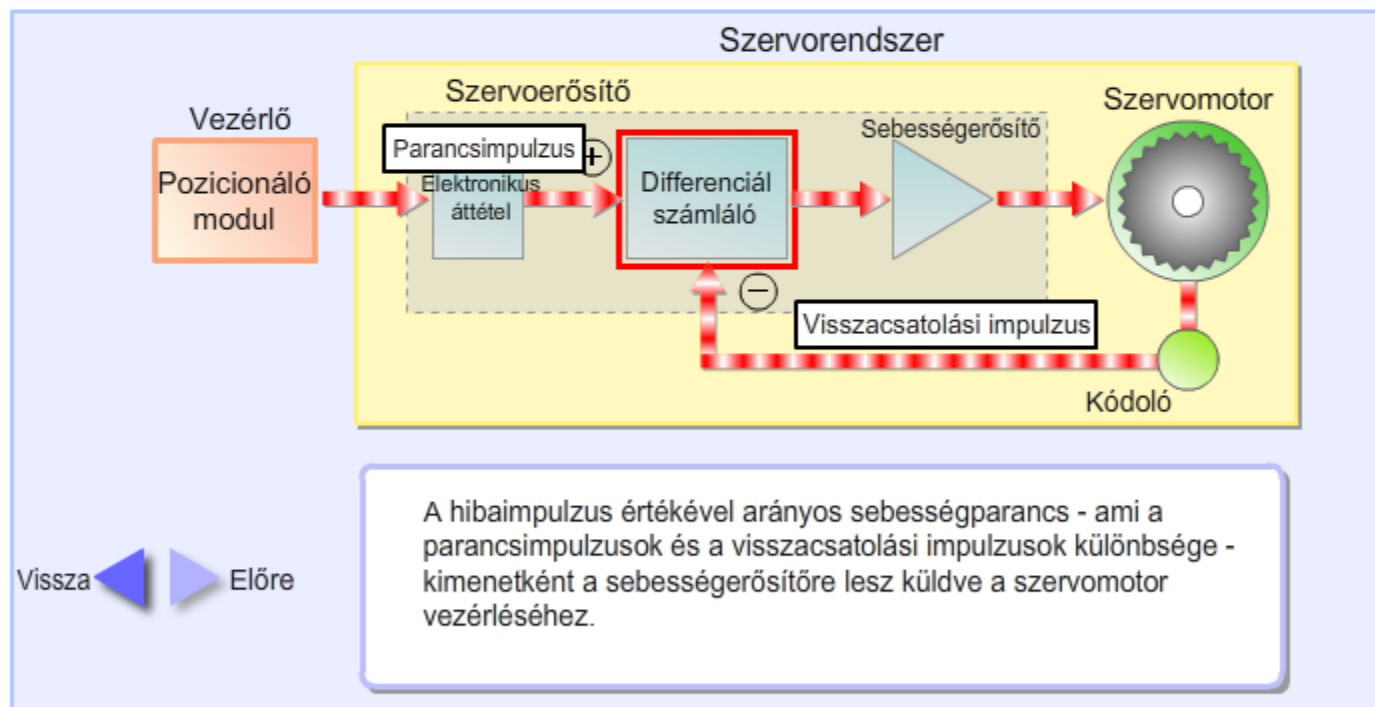 Szervorendszer
Szervoerősítő
Szervomotor
Vezérlő
Sebességerősítő
Parancsimpulzus
+
Pozicionáló
modul
Elektronikus
áttétel
Differenciál
számláló
−
Visszacsatolási impulzus
Kódoló
A hibaimpulzus értékével arányos sebességparancs - ami a
parancsimpulzusok és a visszacsatolási impulzusok különbsége -
kimenetként a sebességerősítőre lesz küldve a szervomotor
vezérléséhez.
Vissza
Előre